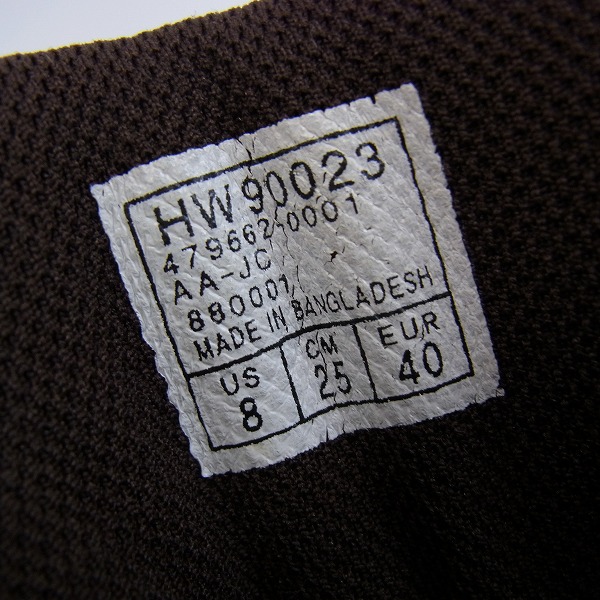 HW90023
479662-0001
AA-JC
880001/
MADE IN BANGLADESH
US CM EUR
8 25 40